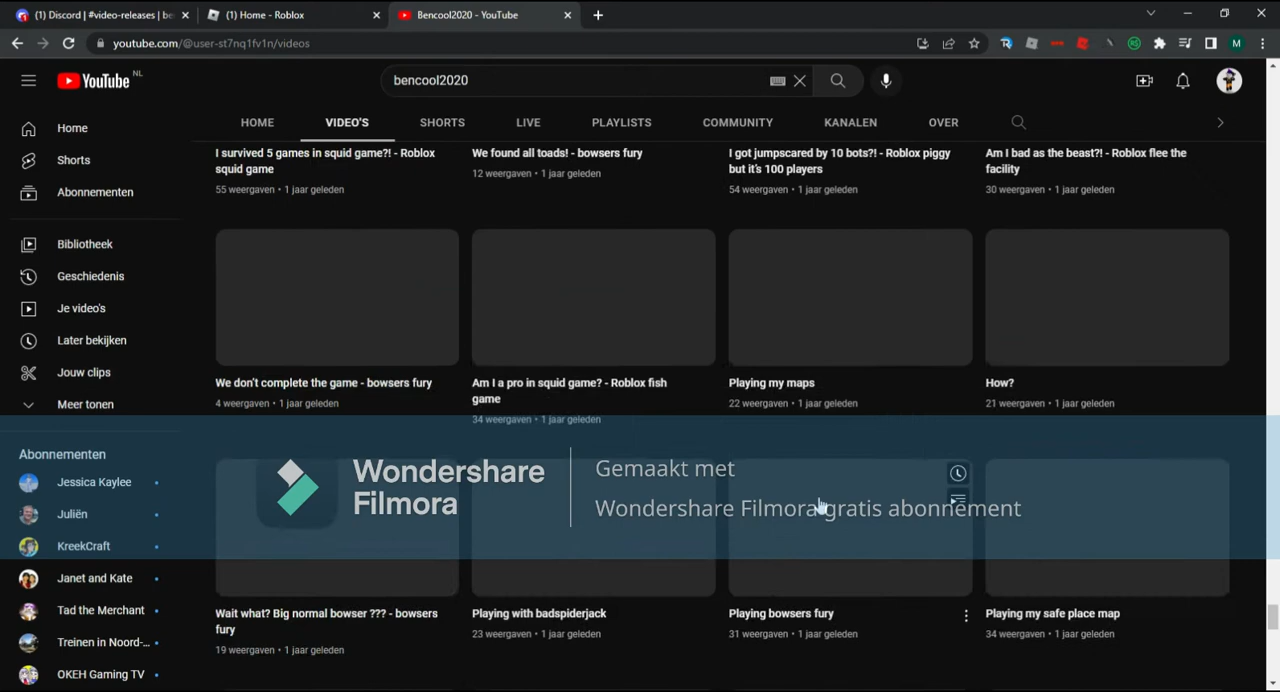 (1) Discord | #video-releases | be
(1) Home - Roblox
Bencool2020 - YouTube
youtube.com/@user-st7nq1fv1n/videos
M
YouTube NL
bencool2020
HOME
VIDEO'S
SHORTS
LIVE
PLAYLISTS
COMMUNITY
KANALEN
OVER
Home
Shorts
Abonnementen
Bibliotheek
Geschiedenis
Je video's
Later bekijken
Jouw clips
Meer tonen
Abonnementen
Jessica Kaylee
Juliën
KreekCraft
Janet and Kate
Tad the Merchant
Treinen in Noord-...
OKEH Gaming TV
I survived 5 games in squid game?! - Roblox
squid game
55 weergaven • 1 jaar geleden
We found all toads! - bowsers fury
12 weergaven • 1 jaar geleden
I got jumpscared by 10 bots?! - Roblox piggy
but it's 100 players
54 weergaven • 1 jaar geleden
Am I bad as the beast?! - Roblox flee the
facility
30 weergaven • 1 jaar geleden
We don't complete the game - bowsers fury
4 weergaven • 1 jaar geleden
Am I a pro in squid game? - Roblox fish
game
34 weergaven • 1 jaar geleden
Playing my maps
22 weergaven • 1 jaar geleden
How?
21 weergaven • 1 jaar geleden
Wondershare
Filmora
Gemaakt met
Wondershare Filmora gratis abonnement
Wait what? Big normal bowser ??? - bowsers
fury
19 weergaven • 1 jaar geleden
Playing with badspiderjack
23 weergaven • 1 jaar geleden
Playing bowsers fury
31 weergaven • 1 jaar geleden
Playing my safe place map
34 weergaven • 1 jaar geleden